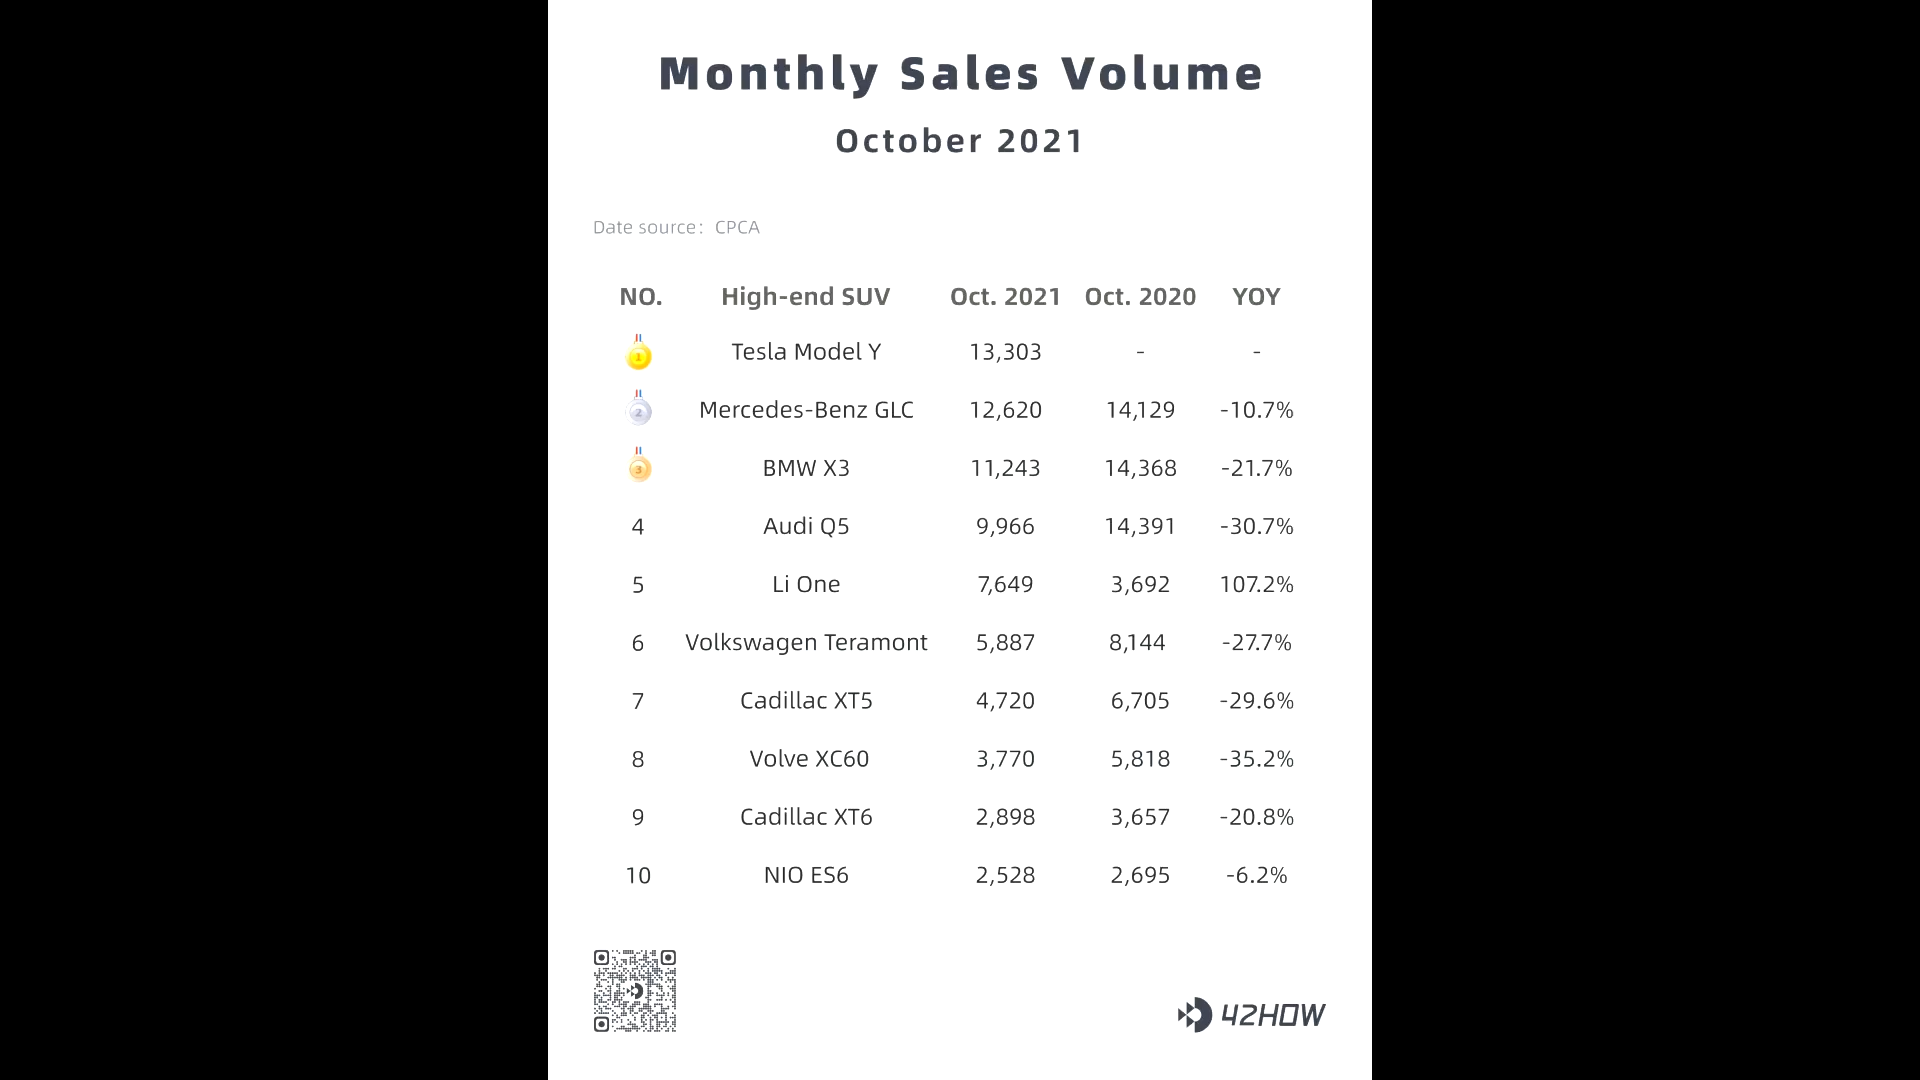 Monthly Sales Volume
October 2021
Date source: CPCA
NO. High-end SUV Oct. 2021 Oct. 2020 YOY
1 Tesla Model Y 13,303 - -
2 Mercedes-Benz GLC 12,620 14,129 -10.7%
3 BMW X3 11,243 14,368 -21.7%
4 Audi Q5 9,966 14,391 -30.7%
5 Li One 7,649 3,692 107.2%
6 Volkswagen Teramont 5,887 8,144 -27.7%
7 Cadillac XT5 4,720 6,705 -29.6%
8 Volve XC60 3,770 5,818 -35.2%
9 Cadillac XT6 2,898 3,657 -20.8%
10 NIO ES6 2,528 2,695 -6.2%
42HOW